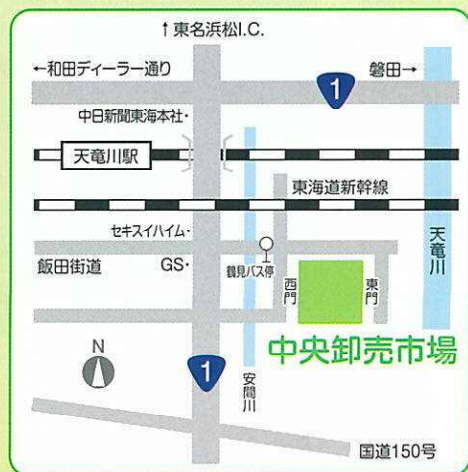 ↑東名浜松I.C.
←和田ディーラー通り
磐田→
1
中日新聞東海本社
天竜川駅
東海道新幹線
セキスイハイム
天竜川
飯田街道
GS
鶴見バス停
西門
東門
中央卸売市場
N
1
安間川
国道150号